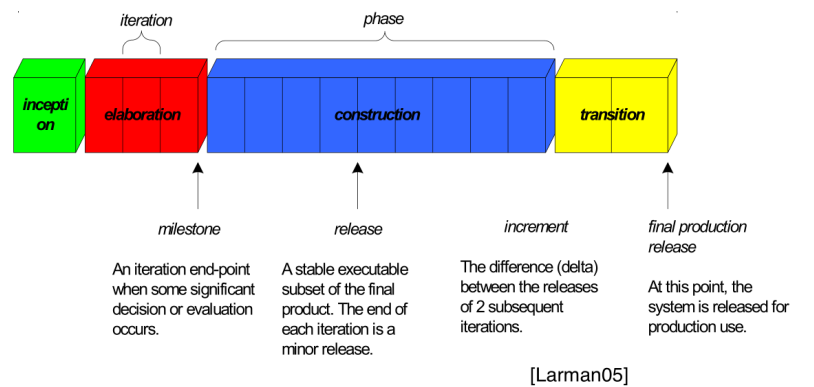 iteration
phase
incepti
on
elaboration
construction
transition
milestone
An iteration end-point
when some significant
decision or evaluation
occurs.
release
A stable executable
subset of the final
product. The end of
each iteration is a
minor release.
increment
The difference (delta)
between the releases
of 2 subsequent
iterations.
final production
release
At this point, the
system is released for
production use.
[Larman05]